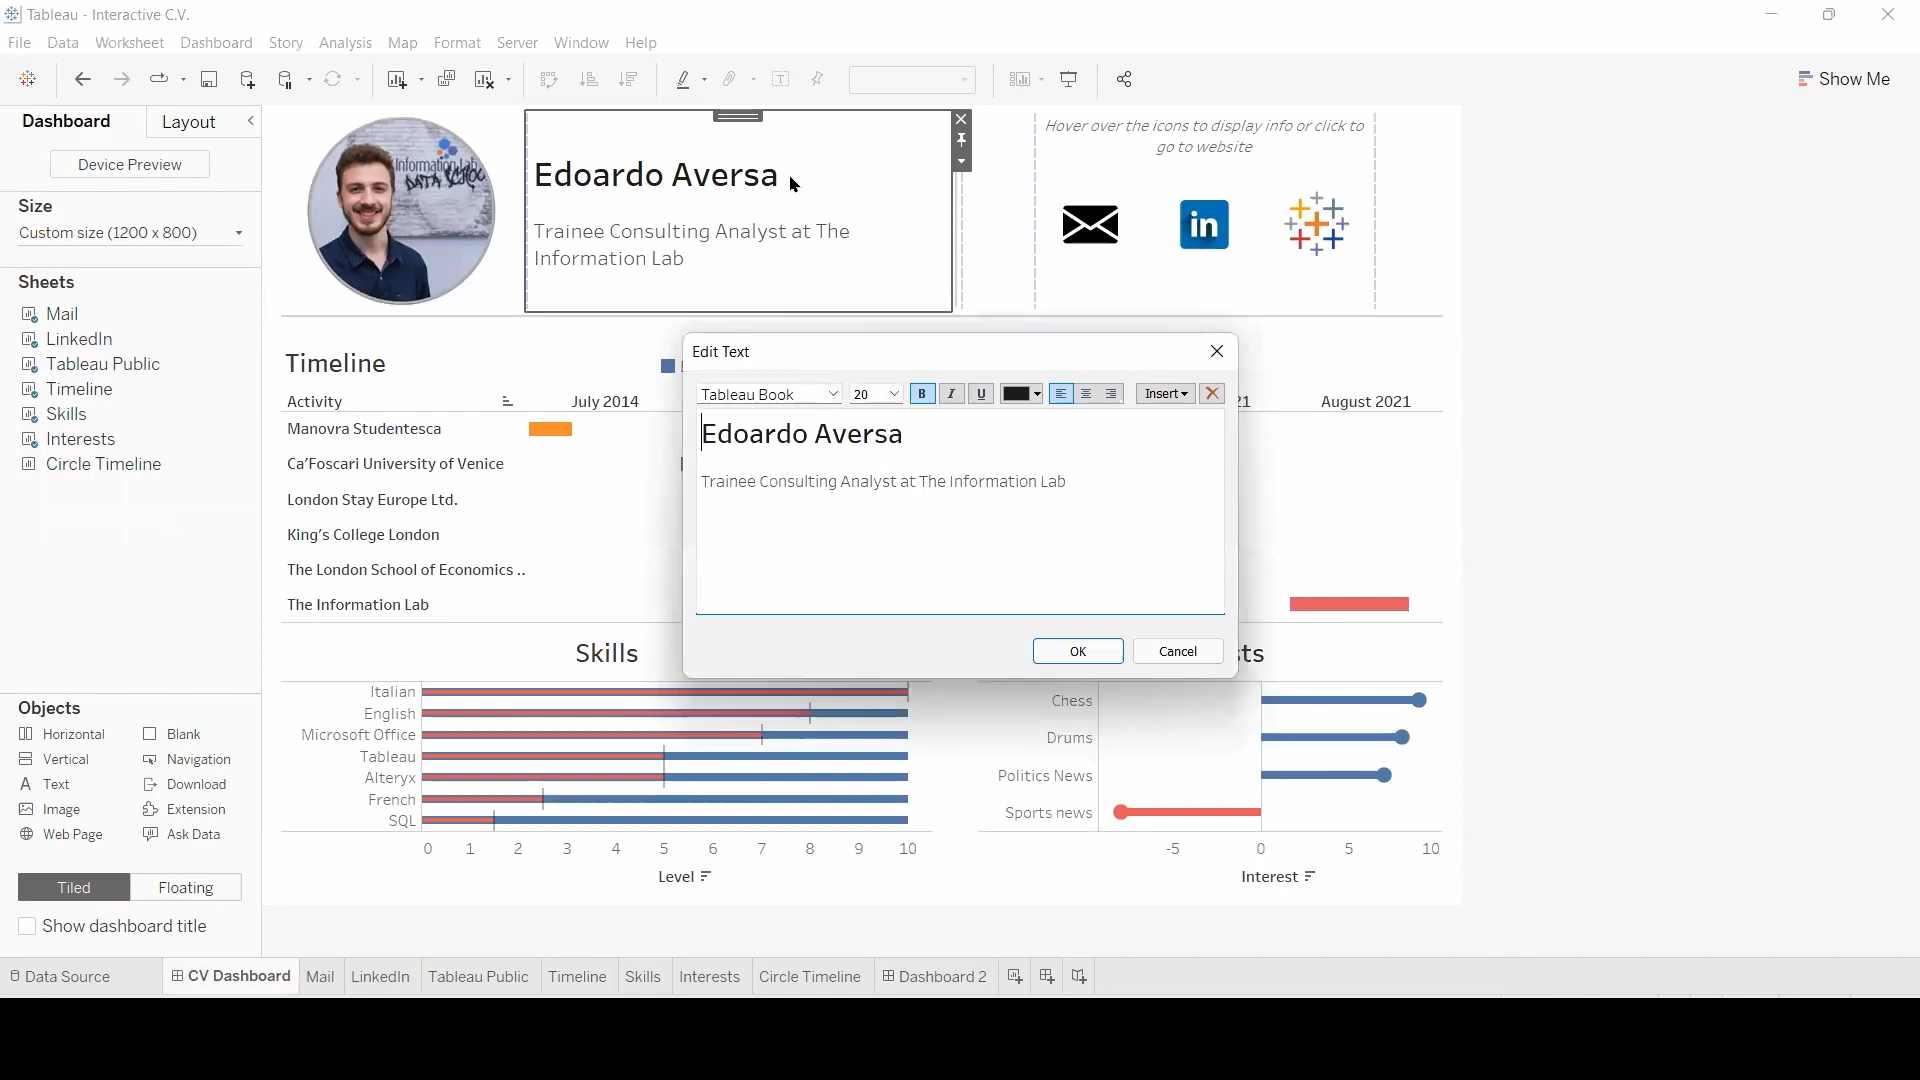 Tableau - Interactive C.V.
File Data Worksheet Dashboard Story Analysis Map Format Server Window Help
Show Me
Dashboard Layout
Device Preview
Size
Custom size (1200 x 800)
Sheets
Mail
LinkedIn
Tableau Public
Timeline
Skills
Interests
Circle Timeline
Objects
Horizontal Blank
Vertical Navigation
Text Download
Image Extension
Web Page Ask Data
Tiled Floating
Show dashboard title
Information Lab
DATA SCHOOL
Edoardo Aversa
Trainee Consulting Analyst at The
Information Lab
Hover over the icons to display info or click to
go to website
in
Timeline
Activity July 2014 21 August 2021
Manovra Studentesca
Ca'Foscari University of Venice
London Stay Europe Ltd.
King's College London
The London School of Economics ..
The Information Lab
Edit Text
Tableau Book 20 B I U Insert
Edoardo Aversa
Trainee Consulting Analyst at The Information Lab
OK Cancel
Skills
Italian
English
Microsoft Office
Tableau
Alteryx
French
SQL
0 1 2 3 4 5 6 7 8 9 10
Level
sts
Chess
Drums
Politics News
Sports news
-5 0 5 10
Interest
Data Source CV Dashboard Mail LinkedIn Tableau Public Timeline Skills Interests Circle Timeline Dashboard 2